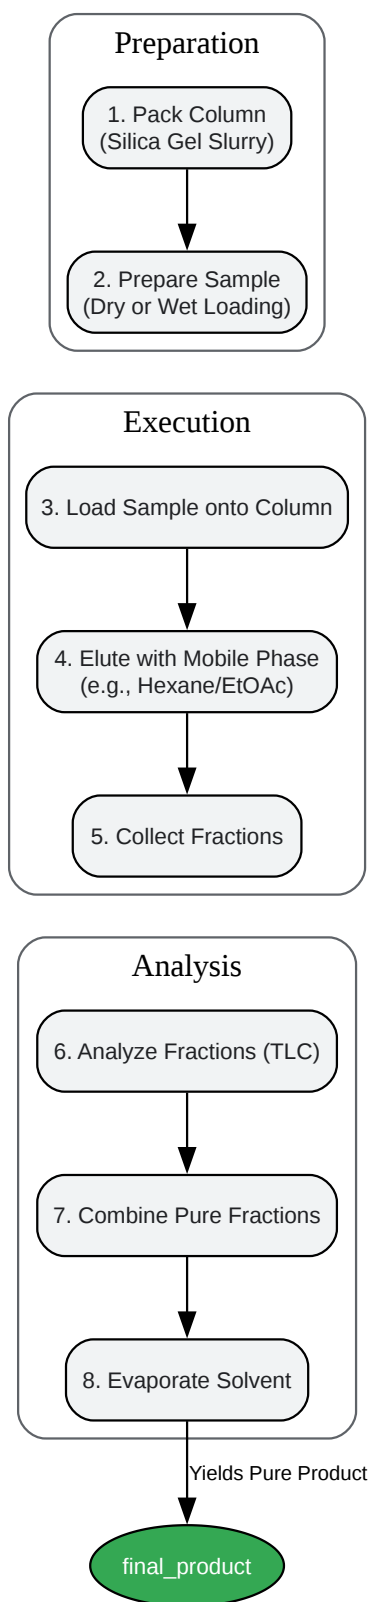 Preparation
1. Pack Column
(Silica Gel Slurry)
2. Prepare Sample
(Dry or Wet Loading)
Execution
3. Load Sample onto Column
4. Elute with Mobile Phase
(e.g., Hexane/EtOAc)
5. Collect Fractions
Analysis
6. Analyze Fractions (TLC)
7. Combine Pure Fractions
8. Evaporate Solvent
Yields Pure Product
final_product